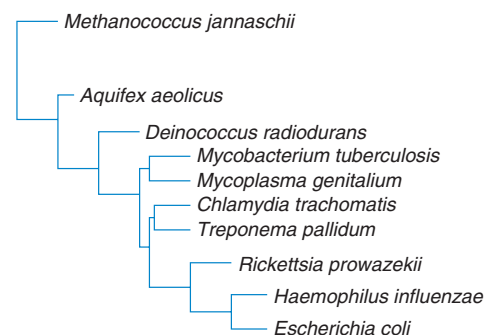 Methanococcus jannaschii
Aquifex aeolicus
Deinococcus radiodurans
Mycobacterium tuberculosis
Mycoplasma genitalium
Chlamydia trachomatis
Treponema pallidum
Rickettsia prowazekii
Haemophilus influenzae
Escherichia coli